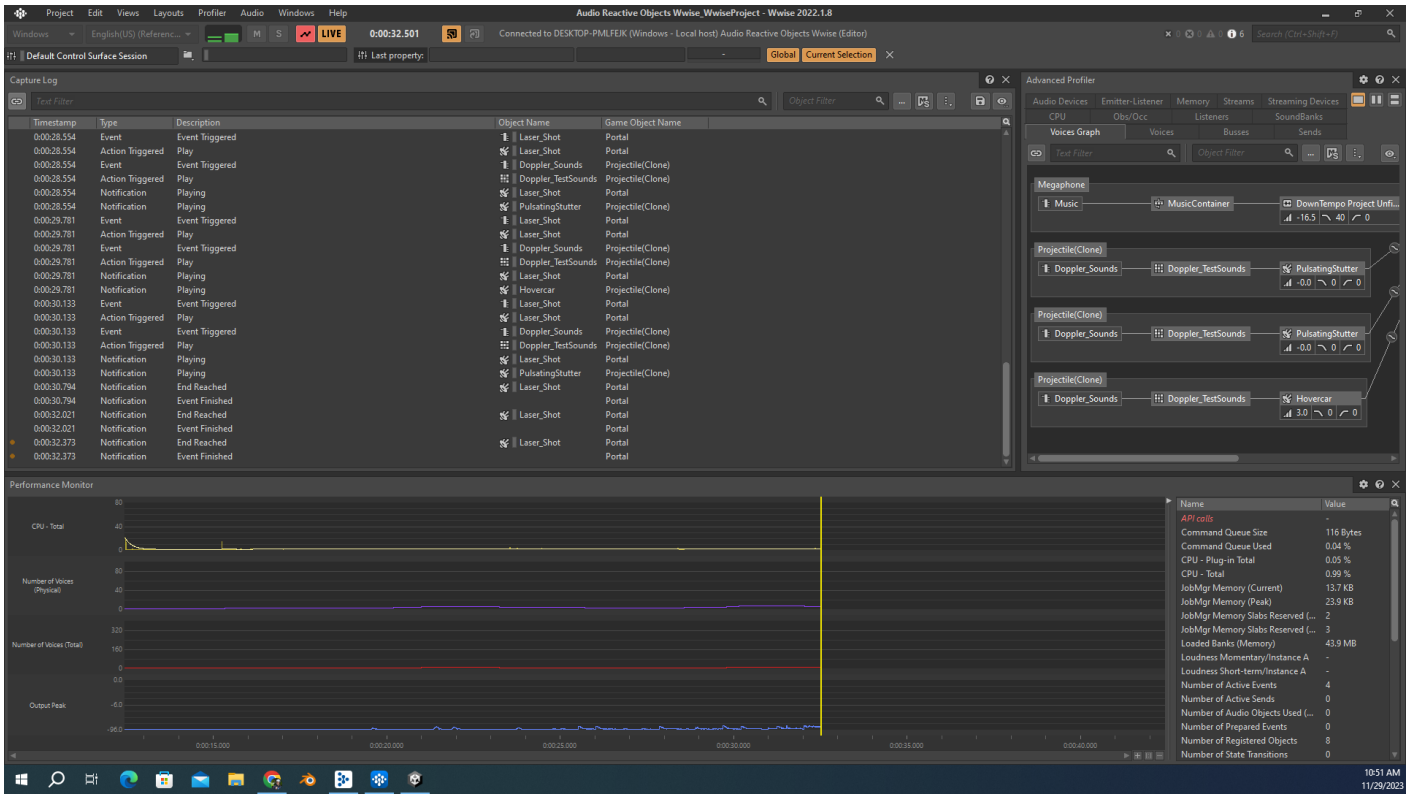 Project Edit Views Layouts Profiler Audio Windows Help Audio Reactive Objects Wwise_WwiseProject - Wwise 2022.1.8
Windows English(US) (Referenc... M S LIVE 0:00:32.501 Connected to DESKTOP-PMLFEJK (Windows - Local host) Audio Reactive Objects Wwise (Editor) 0 0 0 6 Search (Ctrl+Shift+F)
Default Control Surface Session Last property: - Global Current Selection
Capture Log
Text Filter Object Filter ...
Timestamp Type Description Object Name Game Object Name
0:00:28.554 Event Event Triggered Laser_Shot Portal
0:00:28.554 Action Triggered Play Laser_Shot Portal
0:00:28.554 Event Event Triggered Doppler_Sounds Projectile(Clone)
0:00:28.554 Action Triggered Play Doppler_TestSounds Projectile(Clone)
0:00:28.554 Notification Playing Laser_Shot Portal
0:00:28.554 Notification Playing PulsatingStutter Projectile(Clone)
0:00:29.781 Event Event Triggered Laser_Shot Portal
0:00:29.781 Action Triggered Play Laser_Shot Portal
0:00:29.781 Event Event Triggered Doppler_Sounds Projectile(Clone)
0:00:29.781 Action Triggered Play Doppler_TestSounds Projectile(Clone)
0:00:29.781 Notification Playing Laser_Shot Portal
0:00:29.781 Notification Playing Hovercar Projectile(Clone)
0:00:30.133 Event Event Triggered Laser_Shot Portal
0:00:30.133 Action Triggered Play Laser_Shot Portal
0:00:30.133 Event Event Triggered Doppler_Sounds Projectile(Clone)
0:00:30.133 Action Triggered Play Doppler_TestSounds Projectile(Clone)
0:00:30.133 Notification Playing Laser_Shot Portal
0:00:30.133 Notification Playing PulsatingStutter Projectile(Clone)
0:00:30.794 Notification End Reached Laser_Shot Portal
0:00:30.794 Notification Event Finished Portal
0:00:32.021 Notification End Reached Laser_Shot Portal
0:00:32.021 Notification Event Finished Portal
0:00:32.373 Notification End Reached Laser_Shot Portal
0:00:32.373 Notification Event Finished Portal
Advanced Profiler
Audio Devices Emitter-Listener Memory Streams Streaming Devices
CPU Obs/Occ Listeners SoundBanks
Voices Graph Voices Busses Sends
Text Filter Object Filter ...
Megaphone
Music MusicContainer DownTempo Project Unfi...
-16.5 40 0
Projectile(Clone)
Doppler_Sounds Doppler_TestSounds PulsatingStutter
-0.0 0 0
Projectile(Clone)
Doppler_Sounds Doppler_TestSounds PulsatingStutter
-0.0 0 0
Projectile(Clone)
Doppler_Sounds Doppler_TestSounds Hovercar
3.0 0 0
Performance Monitor
CPU - Total
80
40
0
Number of Voices
(Physical)
80
40
0
Number of Voices (Total)
320
160
0
Output Peak
0.0
-6.0
-96.0
0:00:15.000 0:00:20.000 0:00:25.000 0:00:30.000 0:00:35.000 0:00:40.000
Name Value
API calls -
Command Queue Size 116 Bytes
Command Queue Used 0.04 %
CPU - Plug-in Total 0.05 %
CPU - Total 0.99 %
JobMgr Memory (Current) 13.7 KB
JobMgr Memory (Peak) 23.9 KB
JobMgr Memory Slabs Reserved (... 2
JobMgr Memory Slabs Reserved (... 3
Loaded Banks (Memory) 43.9 MB
Loudness Momentary/Instance A -
Loudness Short-term/Instance A -
Number of Active Events 4
Number of Active Sends 0
Number of Audio Objects Used (... 0
Number of Prepared Events 0
Number of Registered Objects 8
Number of State Transitions 0
10:51 AM
11/29/2023